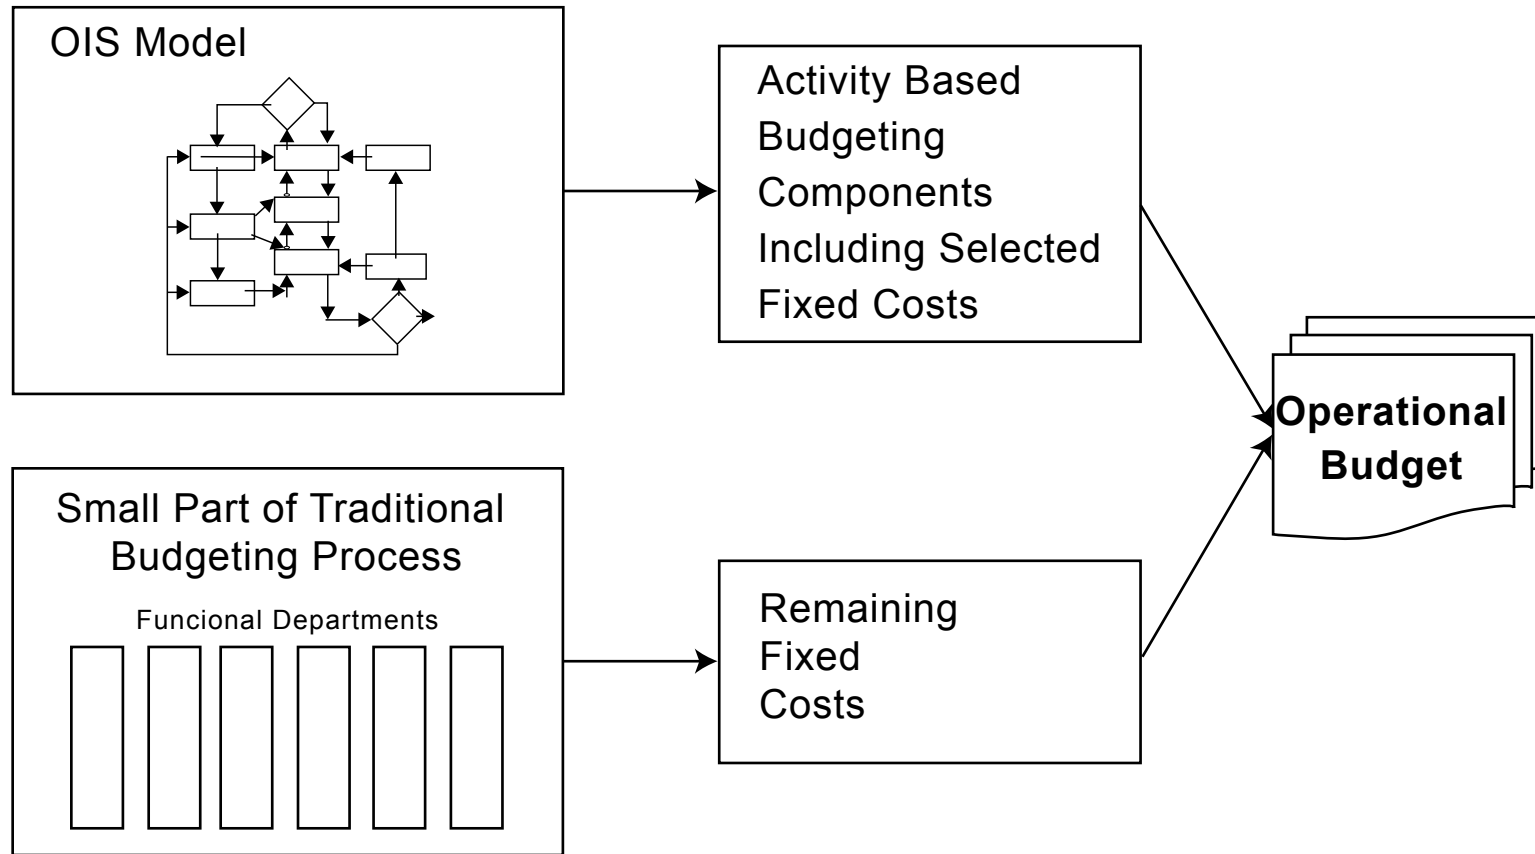 OIS Model
Activity Based
Budgeting
Components
Including Selected
Fixed Costs
Operational
Budget
Small Part of Traditional
Budgeting Process
Funcional Departments
Remaining
Fixed
Costs